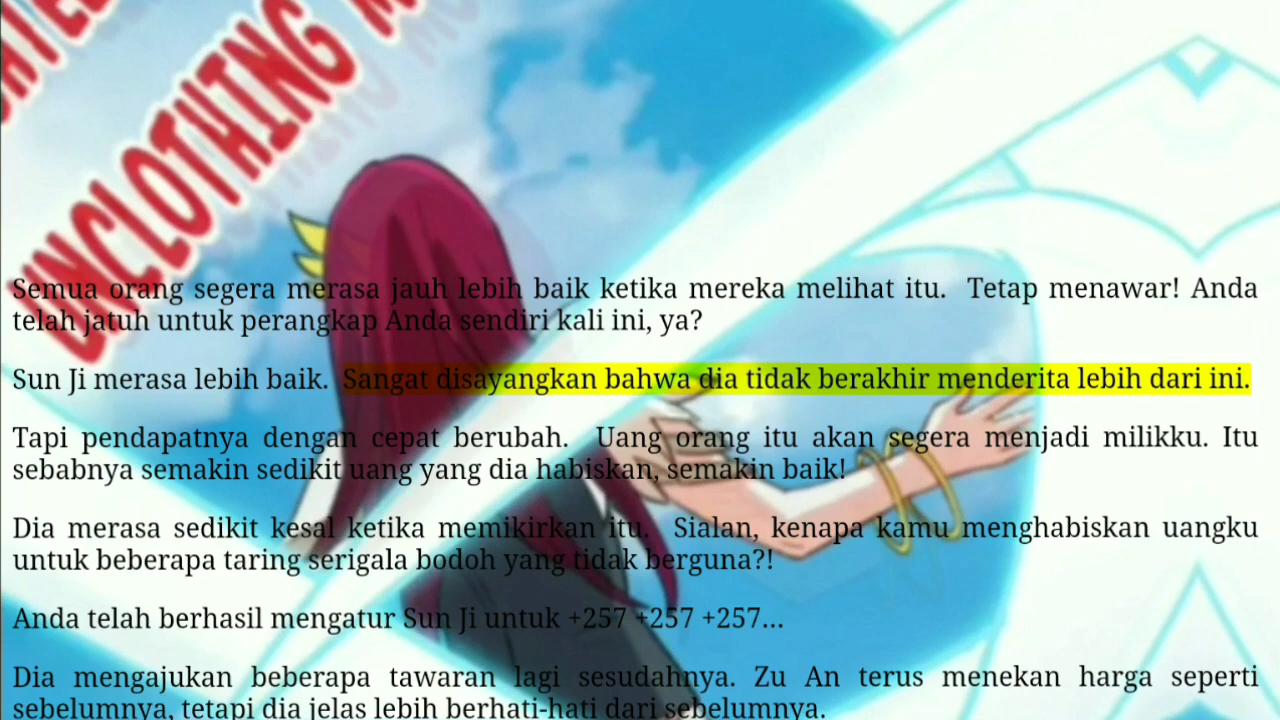 UNCLOTHING
Semua orang segera merasa jauh lebih baik ketika mereka melihat itu.  Tetap menawar! Anda
telah jatuh untuk perangkap Anda sendiri kali ini, ya?
Sun Ji merasa lebih baik.  Sangat disayangkan bahwa dia tidak berakhir menderita lebih dari ini.
Tapi pendapatnya dengan cepat berubah.  Uang orang itu akan segera menjadi milikku. Itu
sebabnya semakin sedikit uang yang dia habiskan, semakin baik!
Dia merasa sedikit kesal ketika memikirkan itu.  Sialan, kenapa kamu menghabiskan uangku
untuk beberapa taring serigala bodoh yang tidak berguna?!
Anda telah berhasil mengatur Sun Ji untuk +257 +257 +257...
Dia mengajukan beberapa tawaran lagi sesudahnya. Zu An terus menekan harga seperti
sebelumnya, tetapi dia jelas lebih berhati-hati dari sebelumnya.